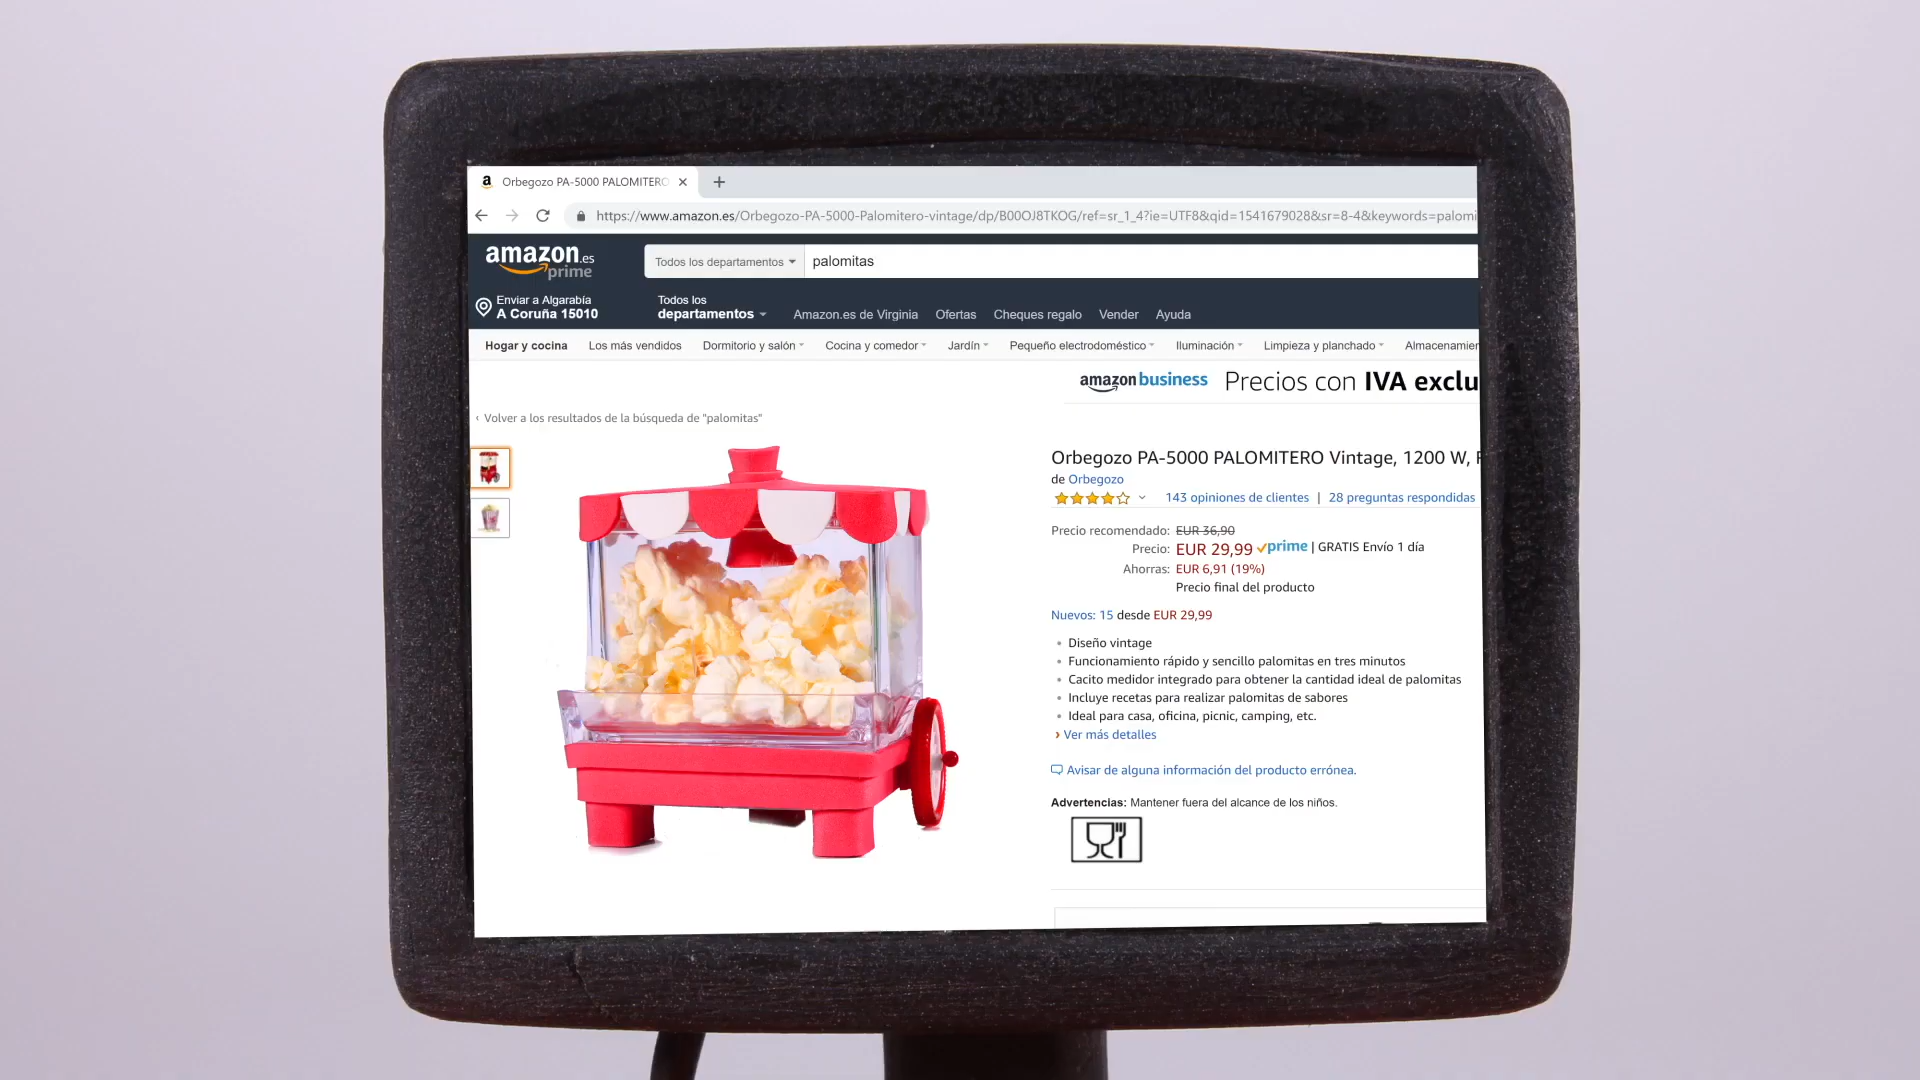 Orbegozo PA-5000 PALOMITERO
https://www.amazon.es/Orbegozo-PA-5000-Palomitero-vintage/dp/B00OJ8TKOG/ref=sr_1_4?ie=UTF8&qid=1541679028&sr=8-4&keywords=palomi
amazon.es
prime
Todos los departamentos
palomitas
Enviar a Algarabía
A Coruña 15010
Todos los
departamentos
Amazon.es de Virginia Ofertas Cheques regalo Vender Ayuda
Hogar y cocina Los más vendidos Dormitorio y salón Cocina y comedor Jardín Pequeño electrodoméstico Iluminación Limpieza y planchado Almacenamien
amazon business Precios con IVA exclu
‹ Volver a los resultados de la búsqueda de "palomitas"
Orbegozo PA-5000 PALOMITERO Vintage, 1200 W,
de Orbegozo
143 opiniones de clientes | 28 preguntas respondidas
Precio recomendado: EUR 36,90
Precio: EUR 29,99 prime | GRATIS Envío 1 día
Ahorras: EUR 6,91 (19%)
Precio final del producto
Nuevos: 15 desde EUR 29,99
• Diseño vintage
• Funcionamiento rápido y sencillo palomitas en tres minutos
• Cacito medidor integrado para obtener la cantidad ideal de palomitas
• Incluye recetas para realizar palomitas de sabores
• Ideal para casa, oficina, picnic, camping, etc.
› Ver más detalles
Avisar de alguna información del producto errónea.
Advertencias: Mantener fuera del alcance de los niños.